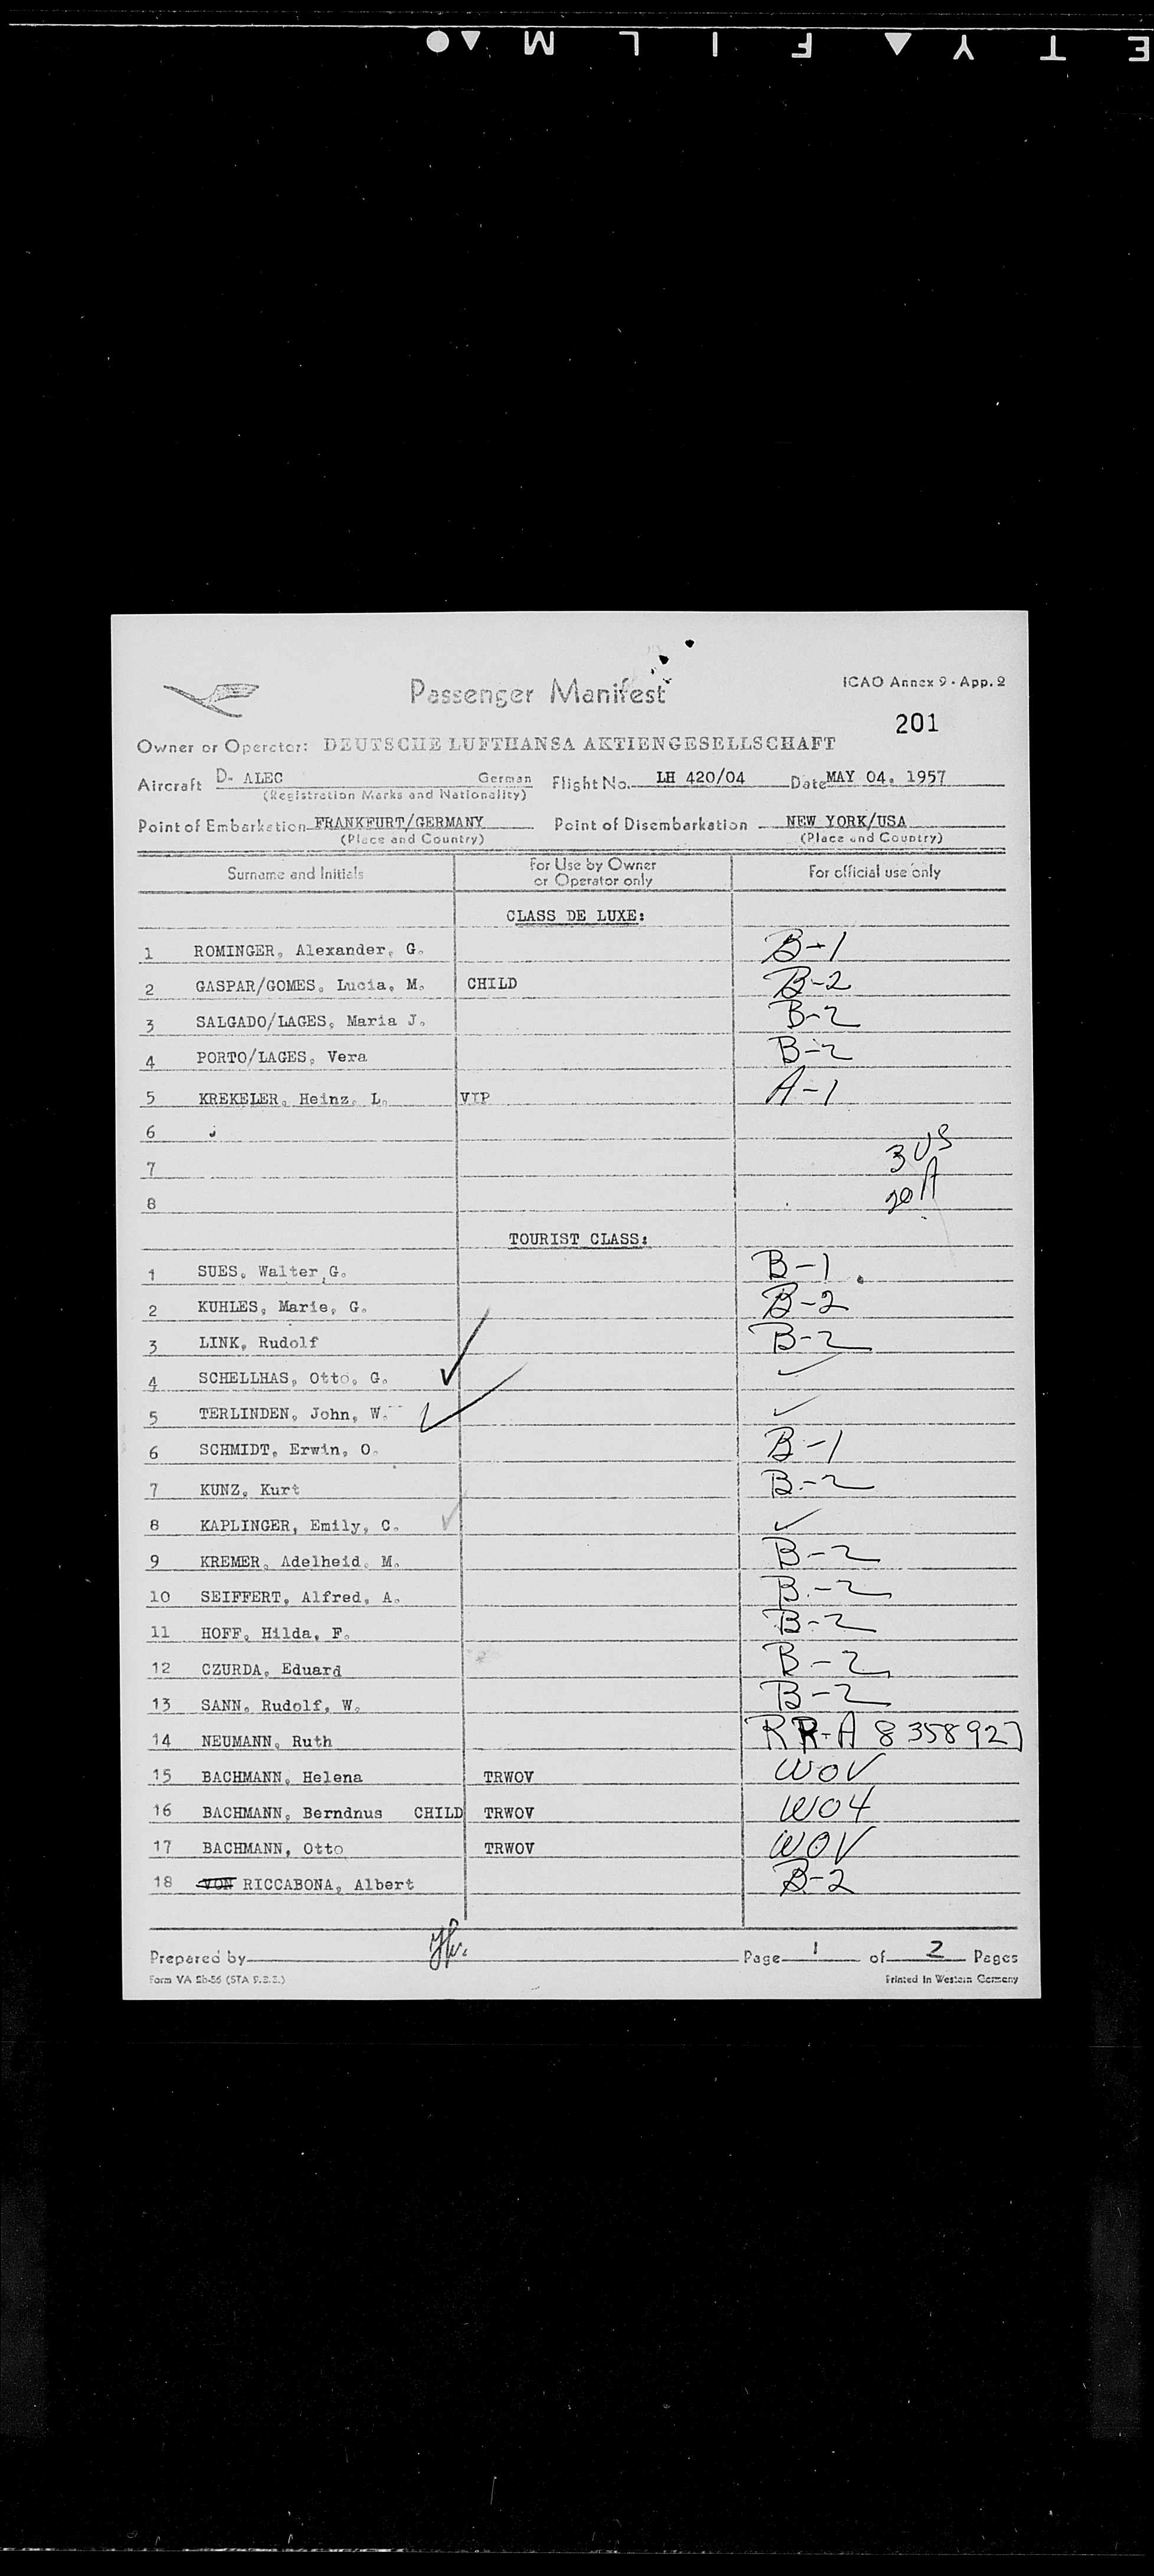 E T Y F I L M
Passenger Manifest
ICAO Annex 9 - App. 2
201
Owner or Operator: DEUTSCHE LUFTHANSA AKTIENGESELLSCHAFT
Aircraft D- ALEC German Flight No. LH 420/04 Date MAY 04. 1957
(Registration Marks and Nationality)
Point of Embarkation FRANKFURT/GERMANY Point of Disembarkation NEW YORK/USA
(Place and Country) (Place and Country)
Surname and Initials For Use by Owner or Operator only For official use only
CLASS DE LUXE:
1 ROMINGER, Alexander, G. B-1
2 GASPAR/GOMES, Lucia, M. CHILD B-2
3 SALGADO/LAGES, Maria J. B-2
4 PORTO/LAGES, Vera B-2
5 KREKELER, Heinz, L. VIP A-1
6
7 3 US
8 20 A
TOURIST CLASS:
1 SUES, Walter,G. B-1
2 KUHLES, Marie, G. B-2
3 LINK, Rudolf B-2
4 SCHELLHAS, Otto, G. ✓ ✓
5 TERLINDEN, John, W. ✓ ✓
6 SCHMIDT, Erwin, O. B-1
7 KUNZ, Kurt B-2
8 KAPLINGER, Emily, C. ✓ ✓
9 KREMER, Adelheid, M. B-2
10 SEIFFERT, Alfred, A. B-2
11 HOFF, Hilda, F. B-2
12 CZURDA, Eduard B-2
13 SANN, Rudolf, W. B-2
14 NEUMANN, Ruth RR-A 8358927
15 BACHMANN, Helena TRWOV WOV
16 BACHMANN, Berndnus CHILD TRWOV WOV
17 BACHMANN, Otto TRWOV WOV
18 VON RICCABONA, Albert B-2
Prepared by Page 1 of 2 Pages
Form VA 2b-56 (STA 9.2.2.) Printed in Western Germany